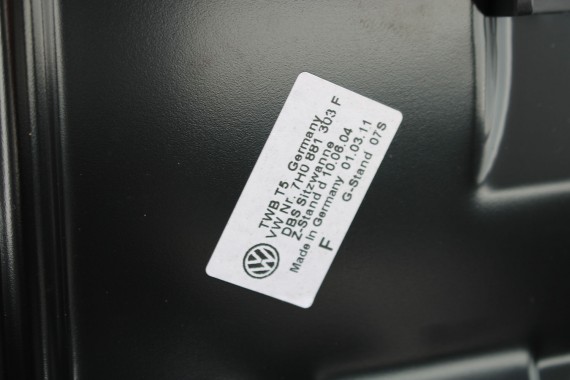 TWB T5, Germany
VW Nr. 7H0 881 303 F
DBS Sitzwanne
Z-Stand d 10.06.04
Made in Germany 01.03.11
F G-Stand 07S